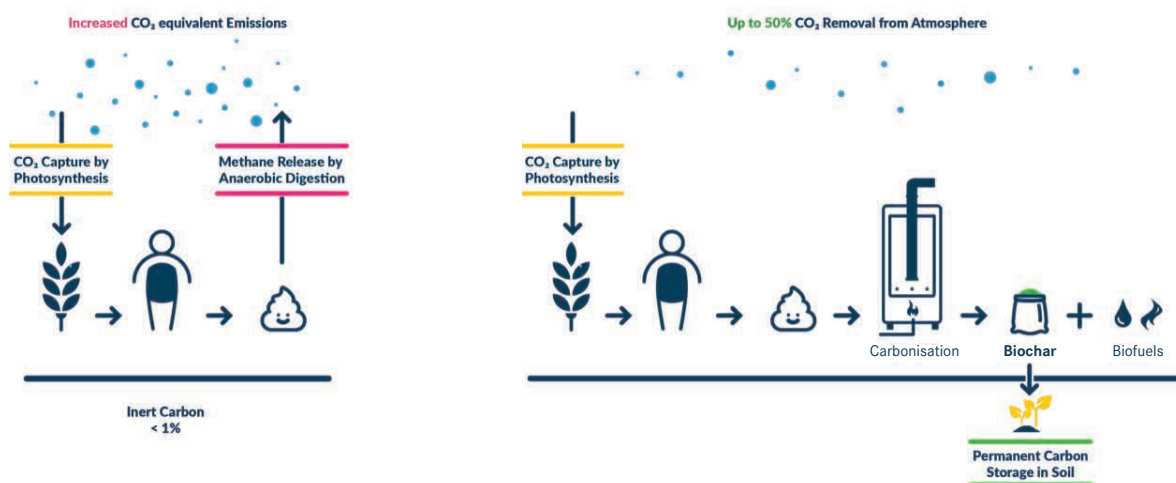 Increased CO₂ equivalent Emissions
CO₂ Capture by
Photosynthesis
Methane Release by
Anaerobic Digestion
Inert Carbon
< 1%
Up to 50% CO₂ Removal from Atmosphere
CO₂ Capture by
Photosynthesis
Carbonisation
Biochar
+
Biofuels
Permanent Carbon
Storage in Soil